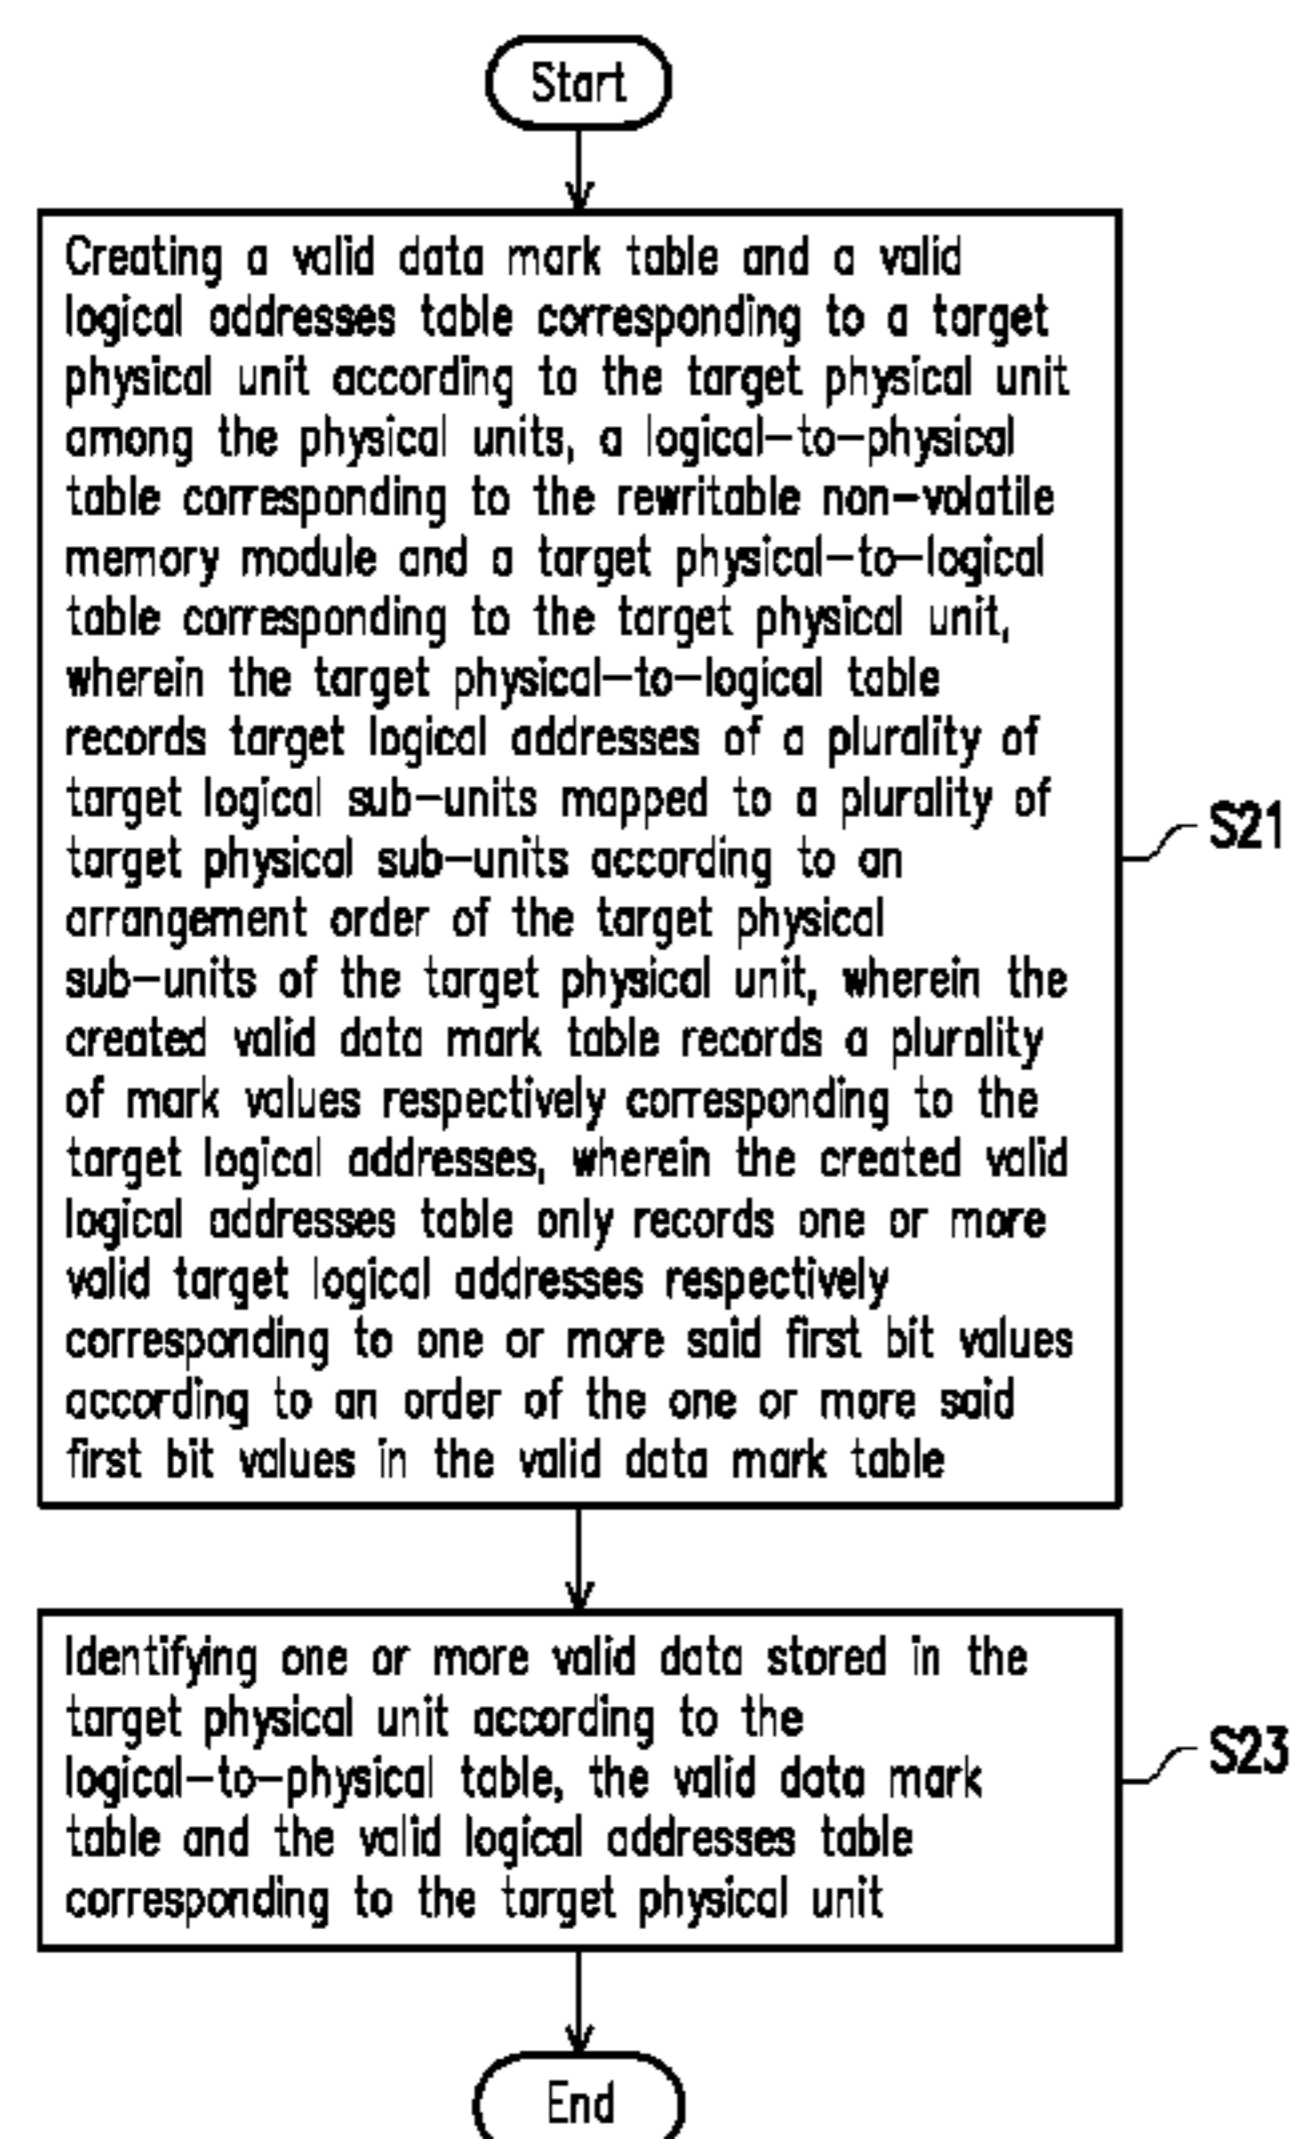 Start
Creating a valid data mark table and a valid
logical addresses table corresponding to a target
physical unit according to the target physical unit
among the physical units, a logical-to-physical
table corresponding to the rewritable non-volatile
memory module and a target physical-to-logical
table corresponding to the target physical unit,
wherein the target physical-to-logical table
records target logical addresses of a plurality of
target logical sub-units mapped to a plurality of
target physical sub-units according to an
arrangement order of the target physical
sub-units of the target physical unit, wherein the
created valid data mark table records a plurality
of mark values respectively corresponding to the
target logical addresses, wherein the created valid
logical addresses table only records one or more
valid target logical addresses respectively
corresponding to one or more said first bit values
according to an order of the one or more said
first bit values in the valid data mark table
S21
Identifying one or more valid data stored in the
target physical unit according to the
logical-to-physical table, the valid data mark
table and the valid logical addresses table
corresponding to the target physical unit
S23
End